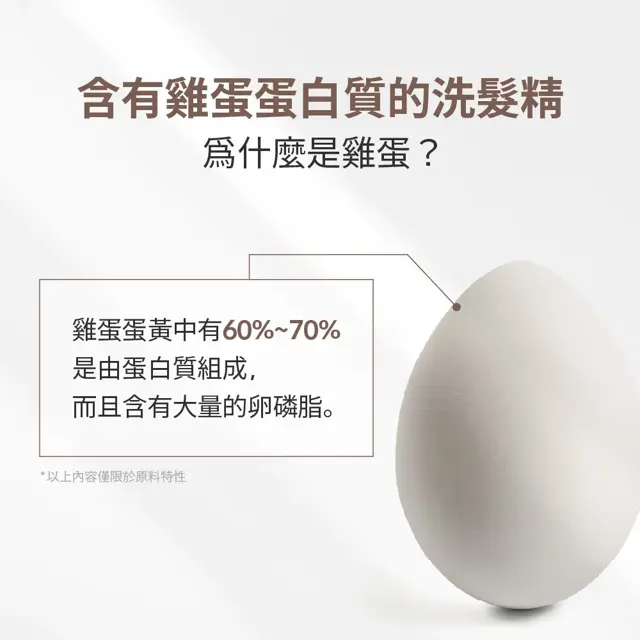 含有雞蛋蛋白質的洗髮精
爲什麼是雞蛋？
雞蛋蛋黃中有60%~70%
是由蛋白質組成，
而且含有大量的卵磷脂。
*以上內容僅限於原料特性